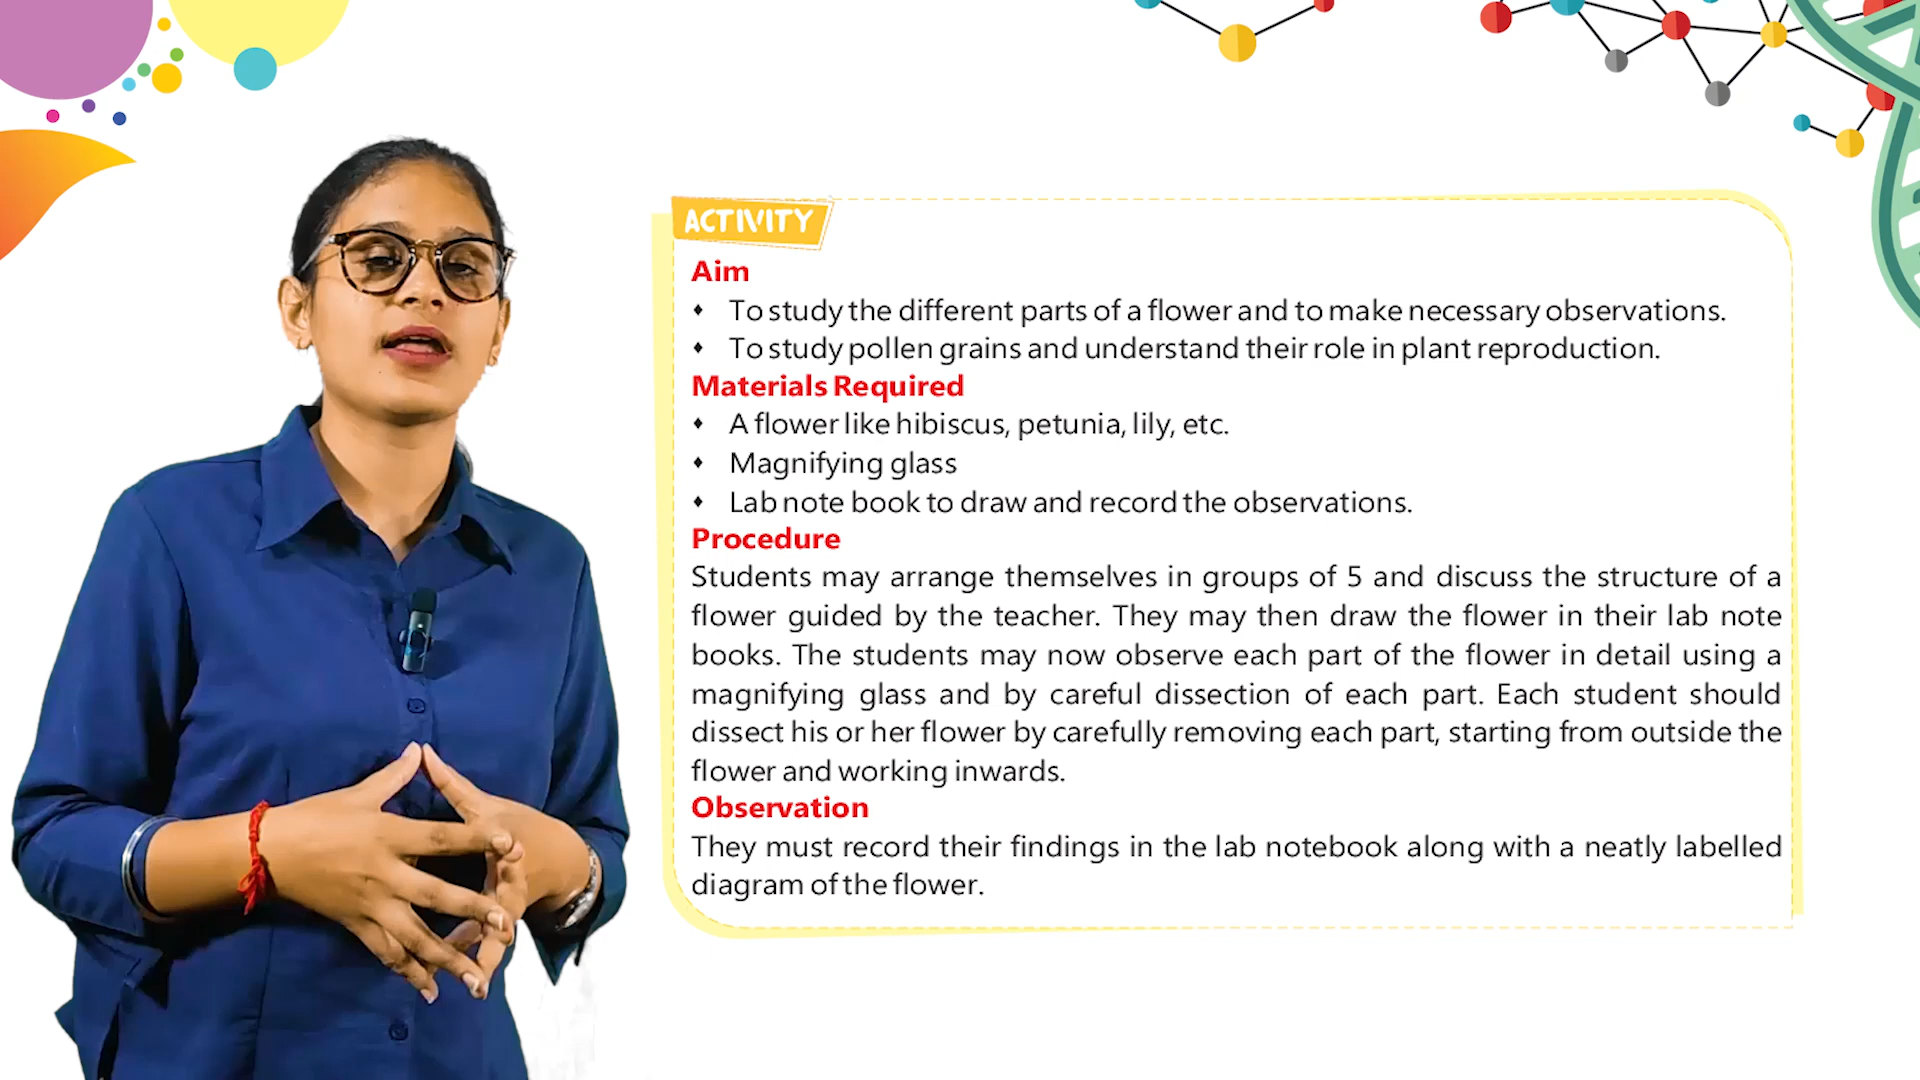 ACTIVITY
Aim
♦ To study the different parts of a flower and to make necessary observations.
♦ To study pollen grains and understand their role in plant reproduction.
Materials Required
♦ A flower like hibiscus, petunia, lily, etc.
♦ Magnifying glass
♦ Lab note book to draw and record the observations.
Procedure
Students may arrange themselves in groups of 5 and discuss the structure of a
flower guided by the teacher. They may then draw the flower in their lab note
books. The students may now observe each part of the flower in detail using a
magnifying glass and by careful dissection of each part. Each student should
dissect his or her flower by carefully removing each part, starting from outside the
flower and working inwards.
Observation
They must record their findings in the lab notebook along with a neatly labelled
diagram of the flower.